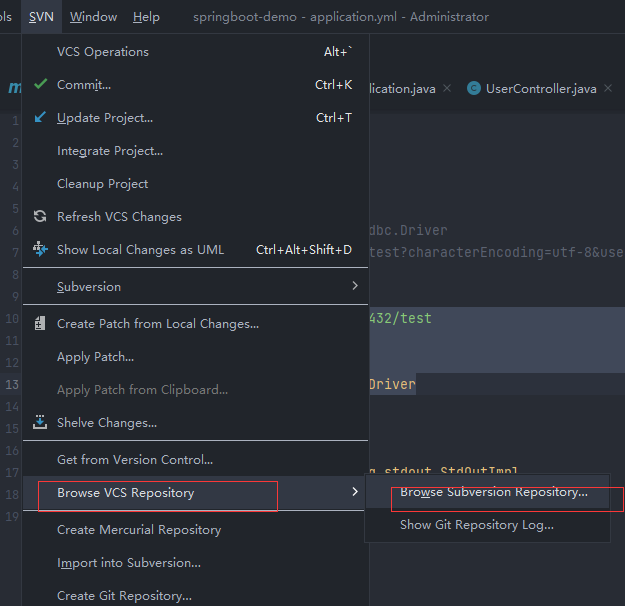 ols SVN Window Help springboot-demo - application.yml - Administrator
VCS Operations Alt+`
Commit... Ctrl+K
lication.java × C UserController.java ×
Update Project... Ctrl+T
Integrate Project...
Cleanup Project
Refresh VCS Changes
dbc.Driver
Show Local Changes as UML Ctrl+Alt+Shift+D
test?characterEncoding=utf-8&use
Subversion
Create Patch from Local Changes...
432/test
Apply Patch...
Apply Patch from Clipboard...
Driver
Shelve Changes...
Get from Version Control...
g.stdout.StdOutImpl
Browse VCS Repository
Browse Subversion Repository...
Show Git Repository Log...
Create Mercurial Repository
Import into Subversion...
Create Git Repository...
1
2
3
4
5
6
7
8
9
10
11
12
13
14
15
16
17
18
19